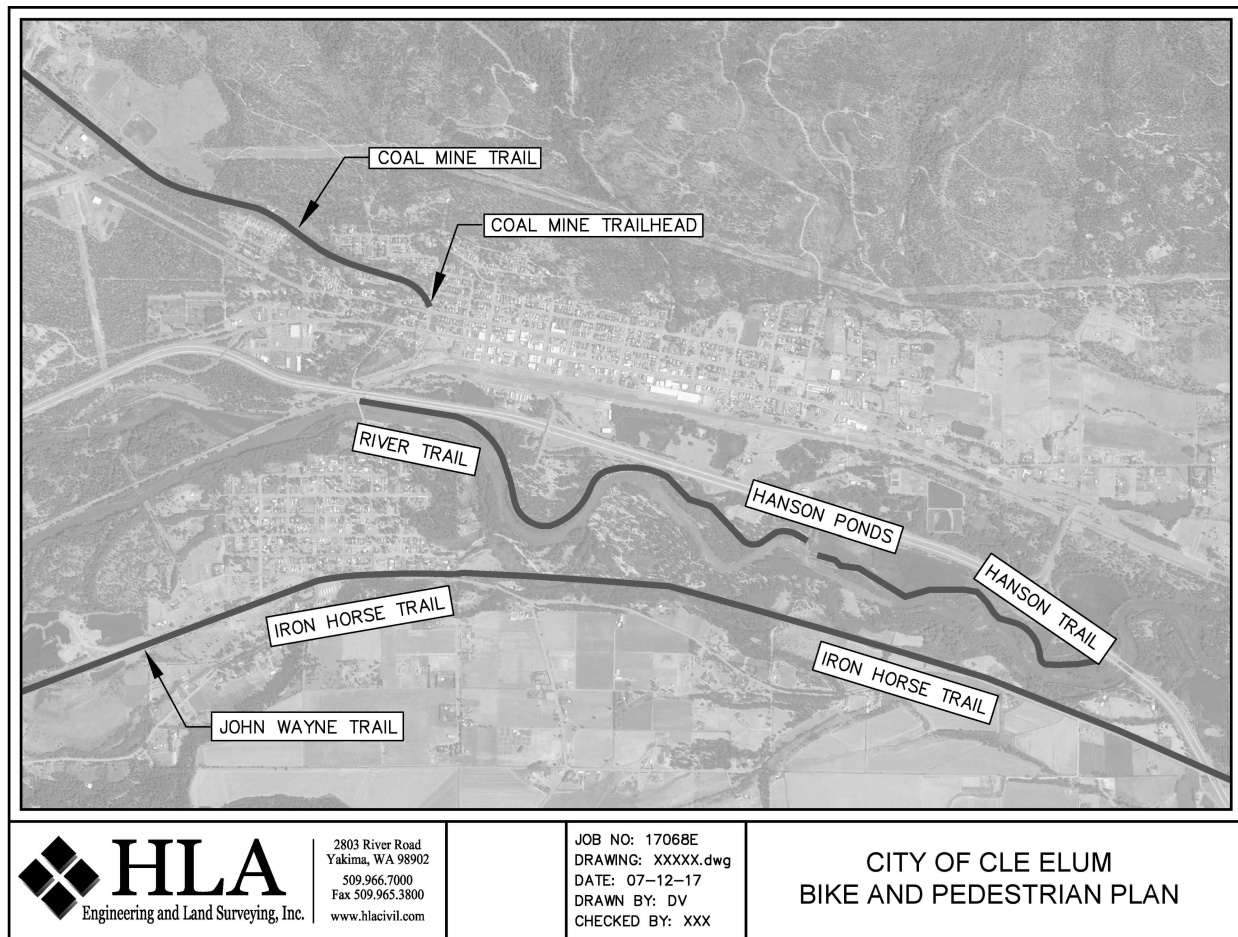 COAL MINE TRAIL
COAL MINE TRAILHEAD
RIVER TRAIL
HANSON PONDS
HANSON TRAIL
IRON HORSE TRAIL
IRON HORSE TRAIL
JOHN WAYNE TRAIL
HLA
Engineering and Land Surveying, Inc.
2803 River Road
Yakima, WA 98902
509.966.7000
Fax 509.965.3800
www.hlacivil.com
JOB NO: 17068E
DRAWING: XXXXX.dwg
DATE: 07-12-17
DRAWN BY: DV
CHECKED BY: XXX
CITY OF CLE ELUM
BIKE AND PEDESTRIAN PLAN